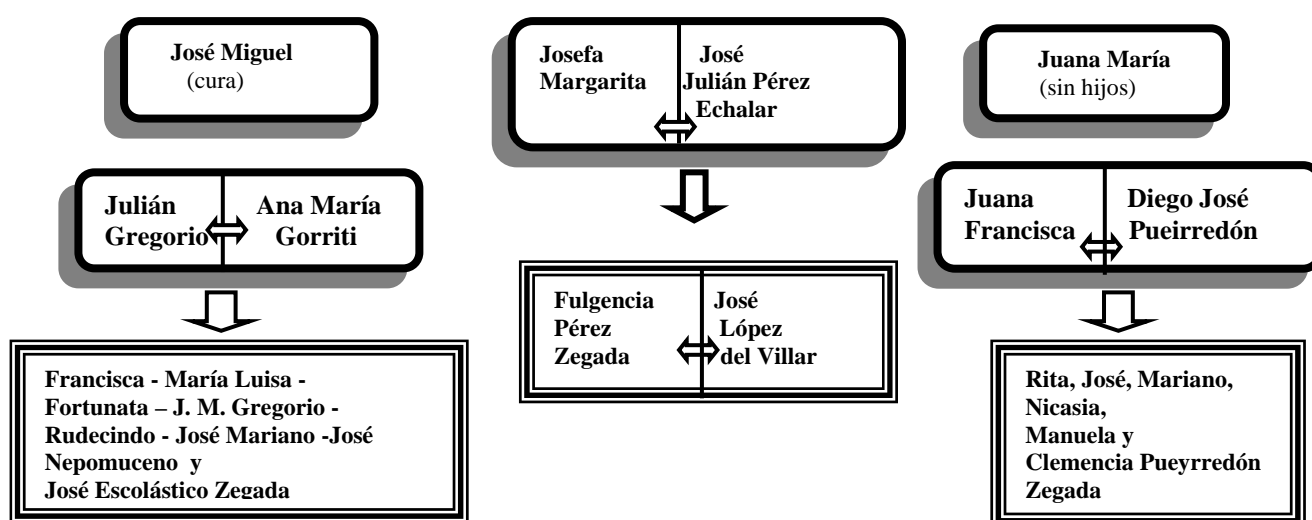 José Miguel
(cura)
Josefa
Margarita
José
Julián Pérez
Echalar
Juana María
(sin hijos)
Julián
Gregorio
Ana María
Gorriti
Juana
Francisca
Diego José
Pueirredón
Fulgencia
Pérez
Zegada
José
López
del Villar
Francisca - María Luisa -
Fortunata – J. M. Gregorio -
Rudecindo - José Mariano -José
Nepomuceno y
José Escolástico Zegada
Rita, José, Mariano,
Nicasia,
Manuela y
Clemencia Pueyrredón
Zegada